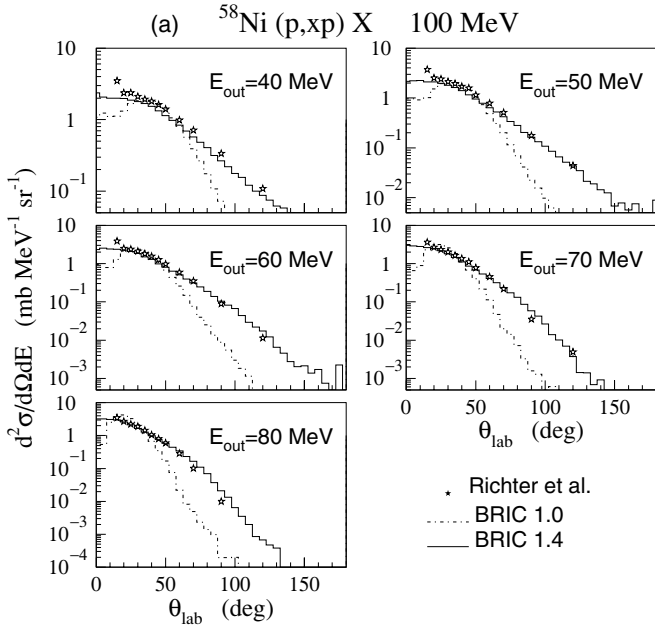 (a) ⁵⁸Ni (p,xp) X 100 MeV
d²σ/dΩdE (mb MeV⁻¹ sr⁻¹)
10
1
10⁻¹
E_out=40 MeV
10
1
10⁻¹
10⁻²
E_out=50 MeV
10
1
10⁻¹
10⁻²
10⁻³
E_out=60 MeV
10
1
10⁻¹
10⁻²
10⁻³
E_out=70 MeV
0 50 100 150
θ_lab (deg)
10
1
10⁻¹
10⁻²
10⁻³
10⁻⁴
E_out=80 MeV
0 50 100 150
θ_lab (deg)
Richter et al.
BRIC 1.0
BRIC 1.4